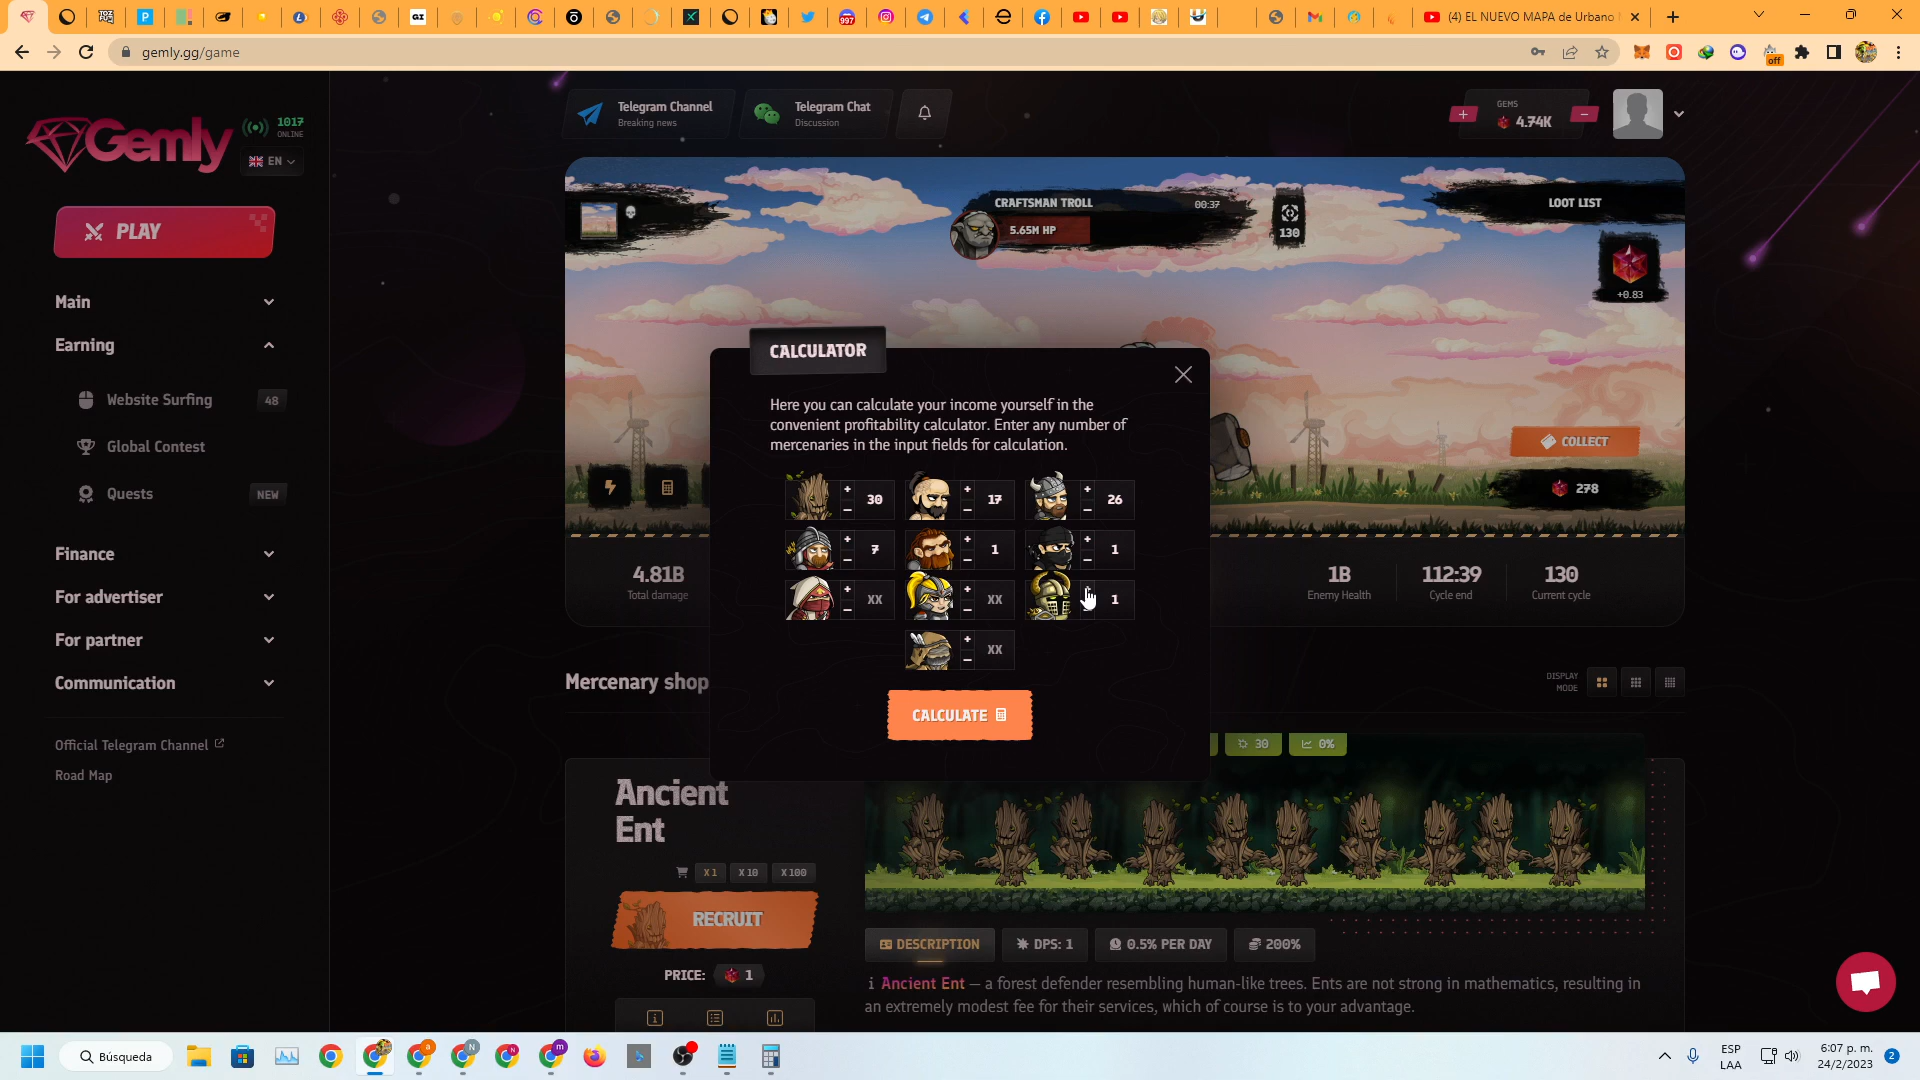 TOZ
P
GI
997
(4) EL NUEVO MAPA de Urbano
gemly.gg/game
off
Gemly
1017
ONLINE
EN
Telegram Channel
Breaking news
Telegram Chat
Discussion
GEMS
4.74K
PLAY
Main
Earning
Website Surfing
48
Global Contest
Quests
NEW
Finance
For advertiser
For partner
Communication
Official Telegram Channel
Road Map
CRAFTSMAN TROLL
00:37
5.65M HP
130
LOOT LIST
+0.83
COLLECT
278
4.81B
Total damage
1B
Enemy Health
112:39
Cycle end
130
Current cycle
CALCULATOR
Here you can calculate your income yourself in the
convenient profitability calculator. Enter any number of
mercenaries in the input fields for calculation.
+ − 30
+ − 17
+ − 26
+ − 7
+ − 1
+ − 1
+ − XX
+ − XX
1
+ − XX
CALCULATE
Mercenary shop
DISPLAY
MODE
30
0%
Ancient
Ent
X1
X10
X100
RECRUIT
PRICE:
1
DESCRIPTION
DPS: 1
0.5% PER DAY
200%
i Ancient Ent — a forest defender resembling human-like trees. Ents are not strong in mathematics, resulting in
an extremely modest fee for their services, which of course is to your advantage.
Búsqueda
a
N
N
m
ESP
LAA
6:07 p. m.
24/2/2023
2